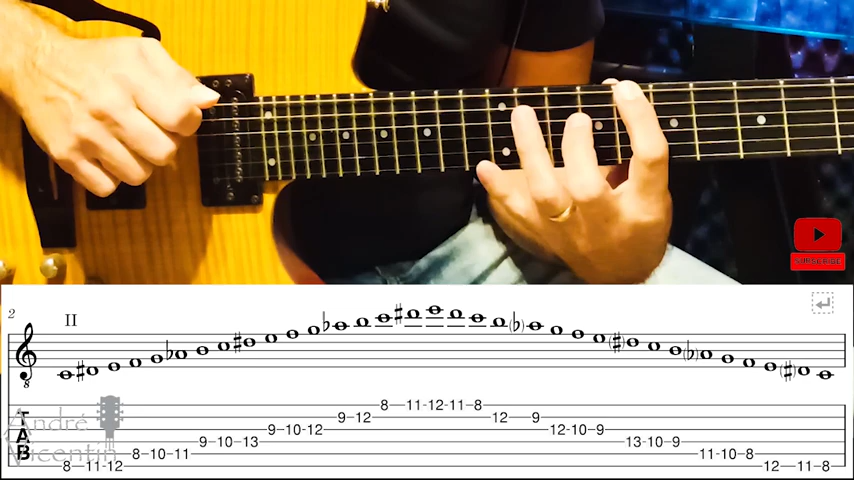 SUBSCRIBE
2
II
8
8 11 12 11 8
9 12 12 9
9 10 12 12 10 9
9 10 13 13 10 9
8 10 11 11 10 8
8 11 12 12 11 8
TAB
André
Vicentin